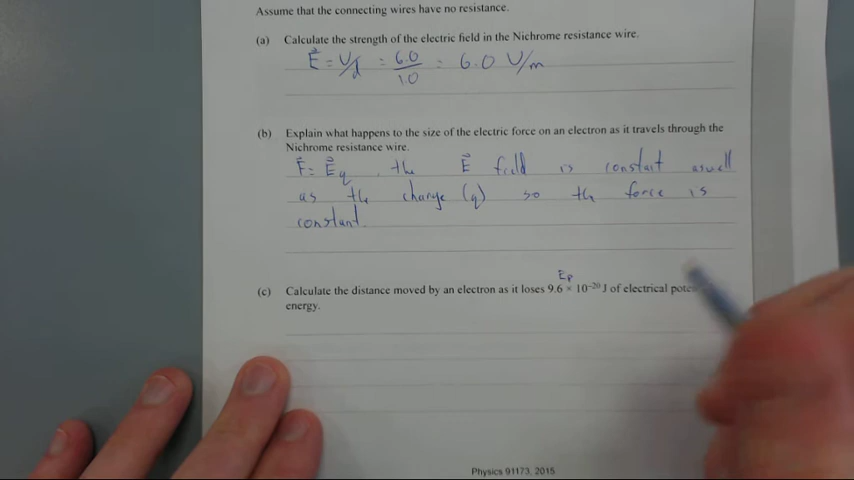 Assume that the connecting wires have no resistance.
(a) Calculate the strength of the electric field in the Nichrome resistance wire.
E⃗ = V/d = 6.0/1.0 = 6.0 V/m
(b) Explain what happens to the size of the electric force on an electron as it travels through the
Nichrome resistance wire.
F⃗ = E⃗q , the E⃗ field is constant aswell
as the charge (q) so the force is
constant.
Ep
(c) Calculate the distance moved by an electron as it loses 9.6 × 10⁻²⁰ J of electrical
energy.
Physics 91173, 2015